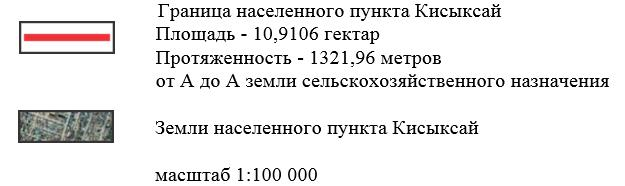 Граница населенного пункта Кисыксай
Площадь - 10,9106 гектар
Протяженность - 1321,96 метров
от А до А земли сельскохозяйственного назначения
Земли населенного пункта Кисыксай
масштаб 1:100 000